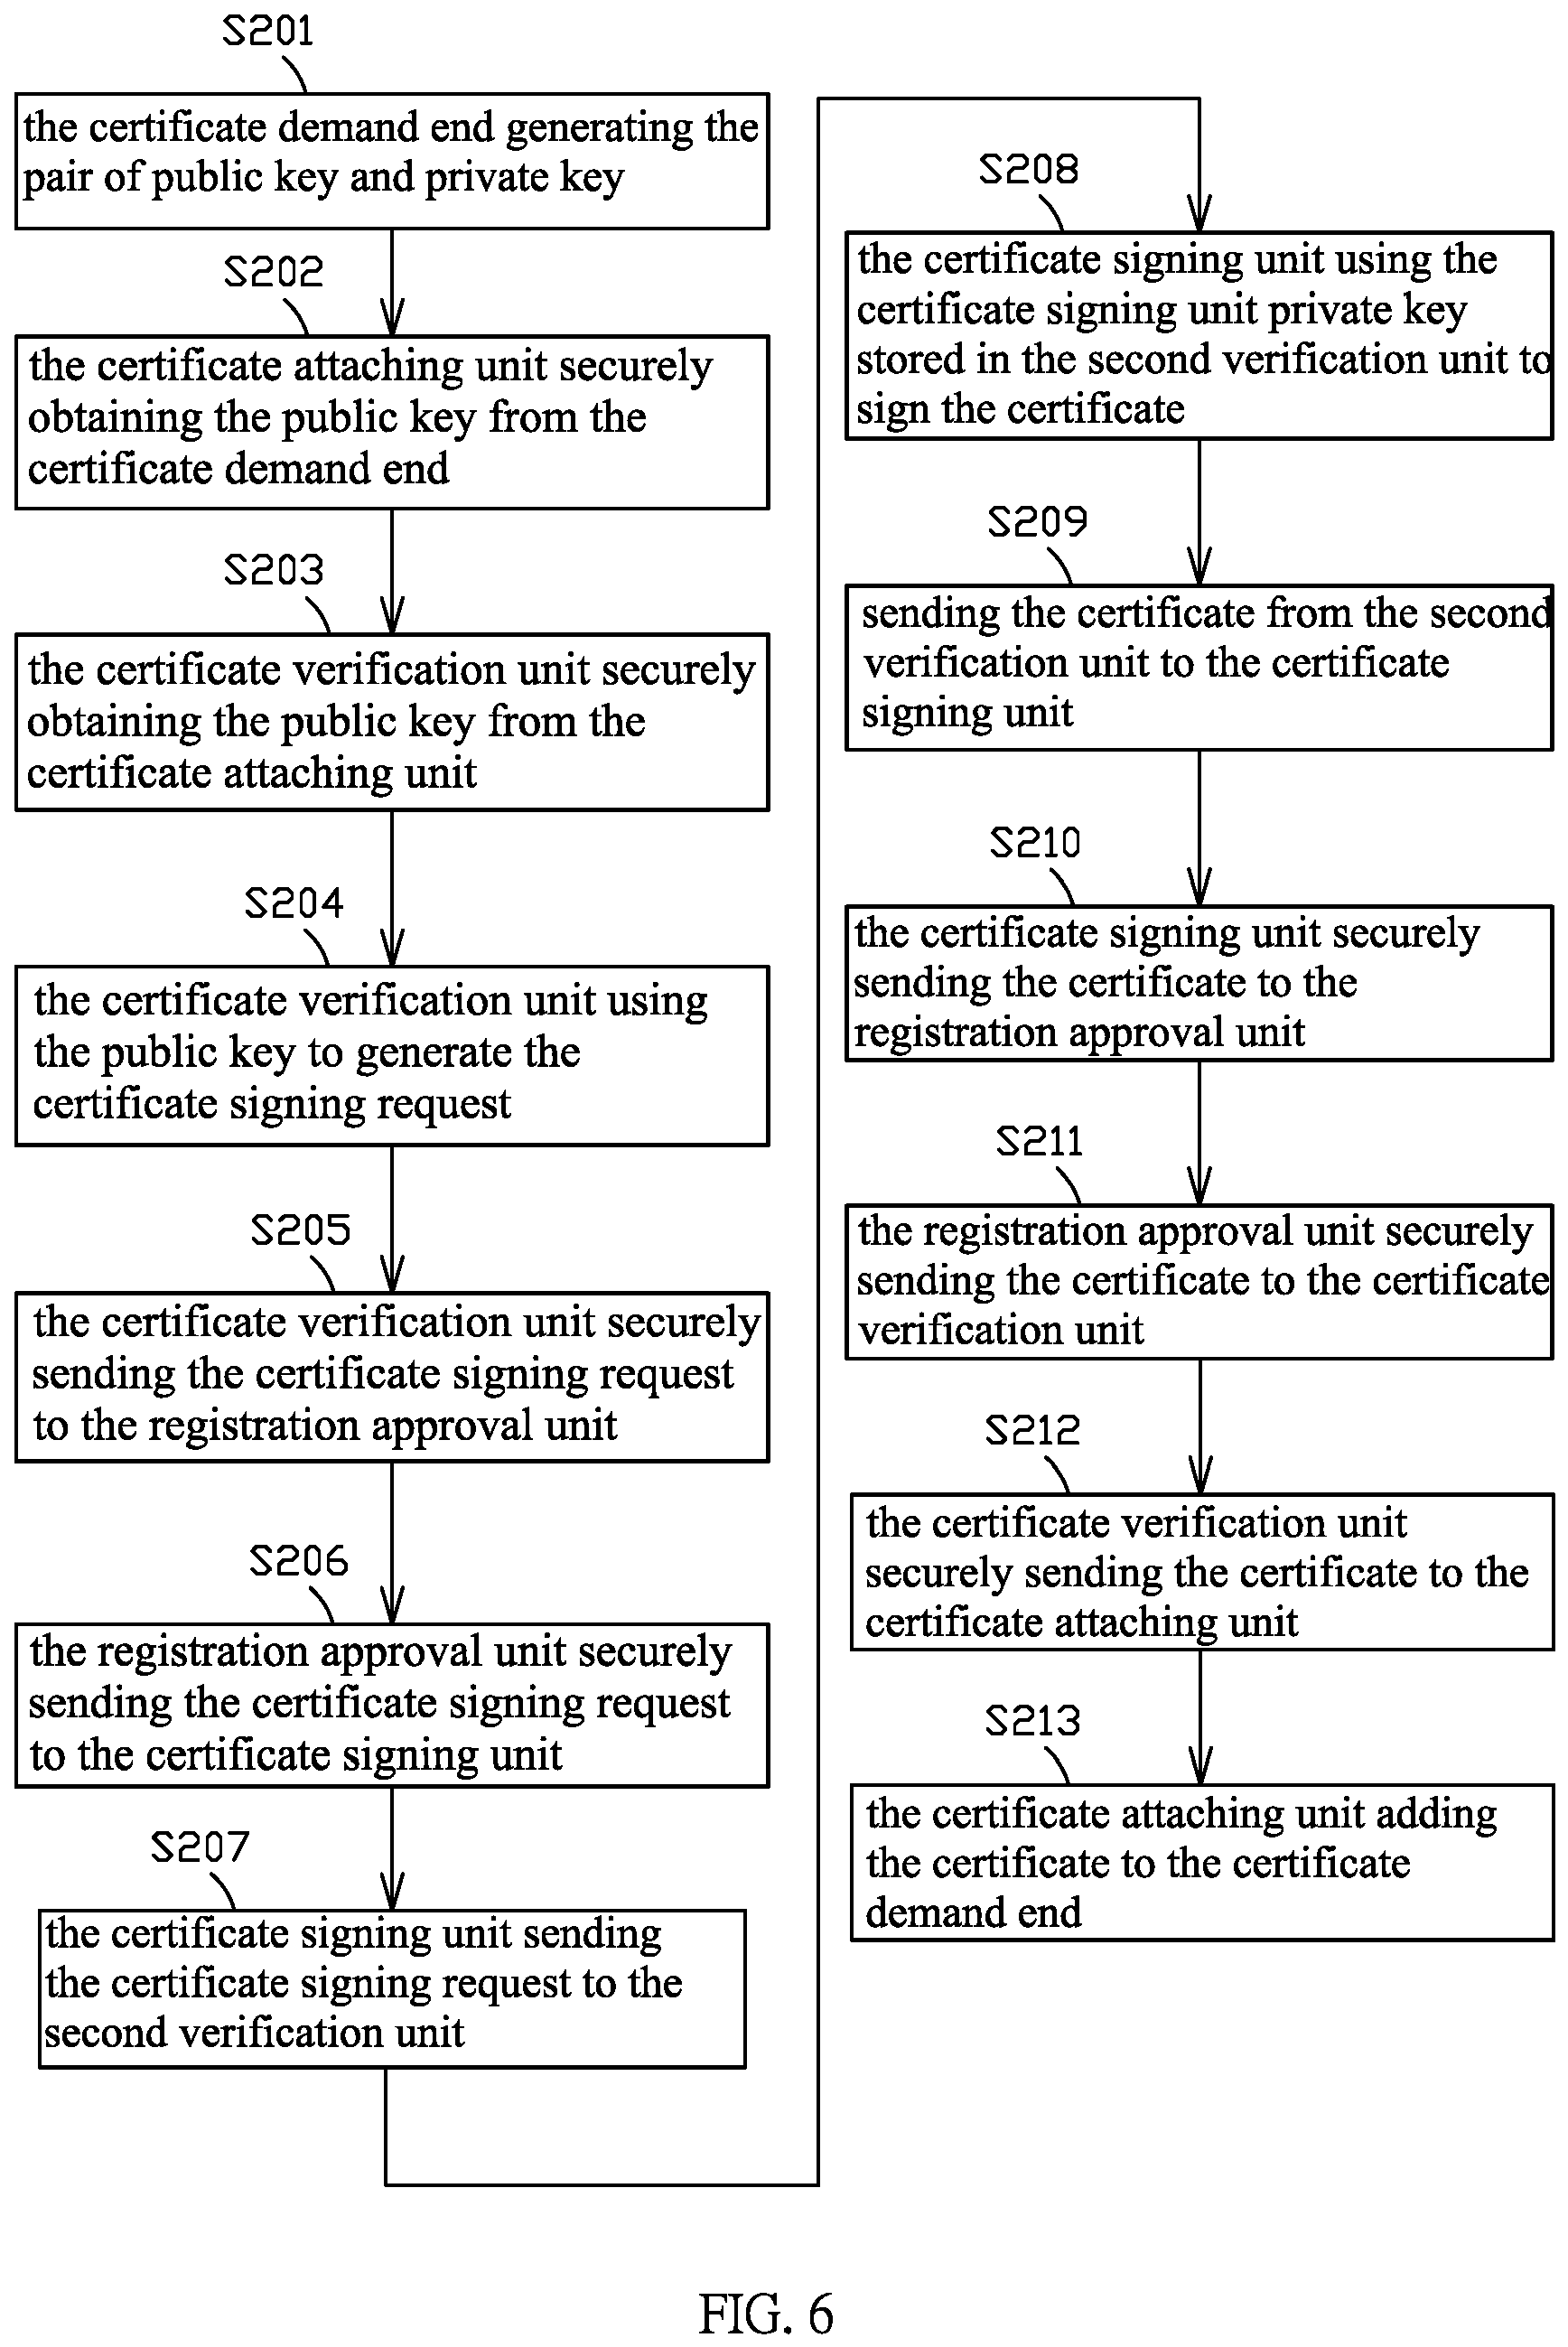 S201
the certificate demand end generating the
pair of public key and private key
S202
the certificate attaching unit securely
obtaining the public key from the
certificate demand end
S203
the certificate verification unit securely
obtaining the public key from the
certificate attaching unit
S204
the certificate verification unit using
the public key to generate the
certificate signing request
S205
the certificate verification unit securely
sending the certificate signing request
to the registration approval unit
S206
the registration approval unit securely
sending the certificate signing request
to the certificate signing unit
S207
the certificate signing unit sending
the certificate signing request to the
second verification unit
S208
the certificate signing unit using the
certificate signing unit private key
stored in the second verification unit to
sign the certificate
S209
sending the certificate from the second
verification unit to the certificate
signing unit
S210
the certificate signing unit securely
sending the certificate to the
registration approval unit
S211
the registration approval unit securely
sending the certificate to the certificate
verification unit
S212
the certificate verification unit
securely sending the certificate to the
certificate attaching unit
S213
the certificate attaching unit adding
the certificate to the certificate
demand end
FIG. 6